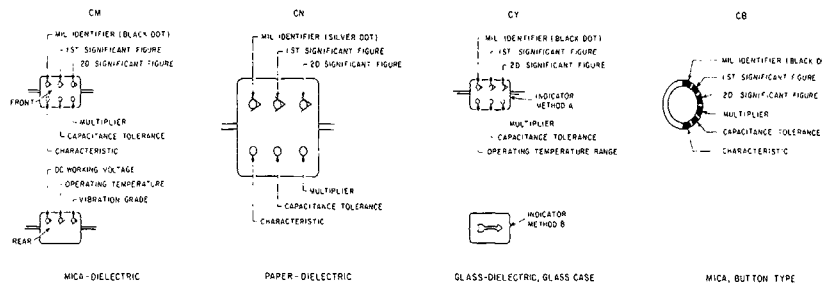 CM
MIL IDENTIFIER (BLACK DOT)
1ST SIGNIFICANT FIGURE
2D SIGNIFICANT FIGURE
FRONT
MULTIPLIER
CAPACITANCE TOLERANCE
CHARACTERISTIC
DC WORKING VOLTAGE
OPERATING TEMPERATURE
VIBRATION GRADE
REAR
MICA-DIELECTRIC
CN
MIL IDENTIFIER (SILVER DOT)
1ST SIGNIFICANT FIGURE
2D SIGNIFICANT FIGURE
MULTIPLIER
CAPACITANCE TOLERANCE
CHARACTERISTIC
PAPER-DIELECTRIC
CY
MIL IDENTIFIER (BLACK DOT)
1ST SIGNIFICANT FIGURE
2D SIGNIFICANT FIGURE
INDICATOR
METHOD A
MULTIPLIER
CAPACITANCE TOLERANCE
OPERATING TEMPERATURE RANGE
INDICATOR
METHOD B
GLASS-DIELECTRIC, GLASS CASE
CB
MIL IDENTIFIER (BLACK D
1ST SIGNIFICANT FIGURE
2D SIGNIFICANT FIGURE
MULTIPLIER
CAPACITANCE TOLERANCE
CHARACTERISTIC
MICA, BUTTON TYPE